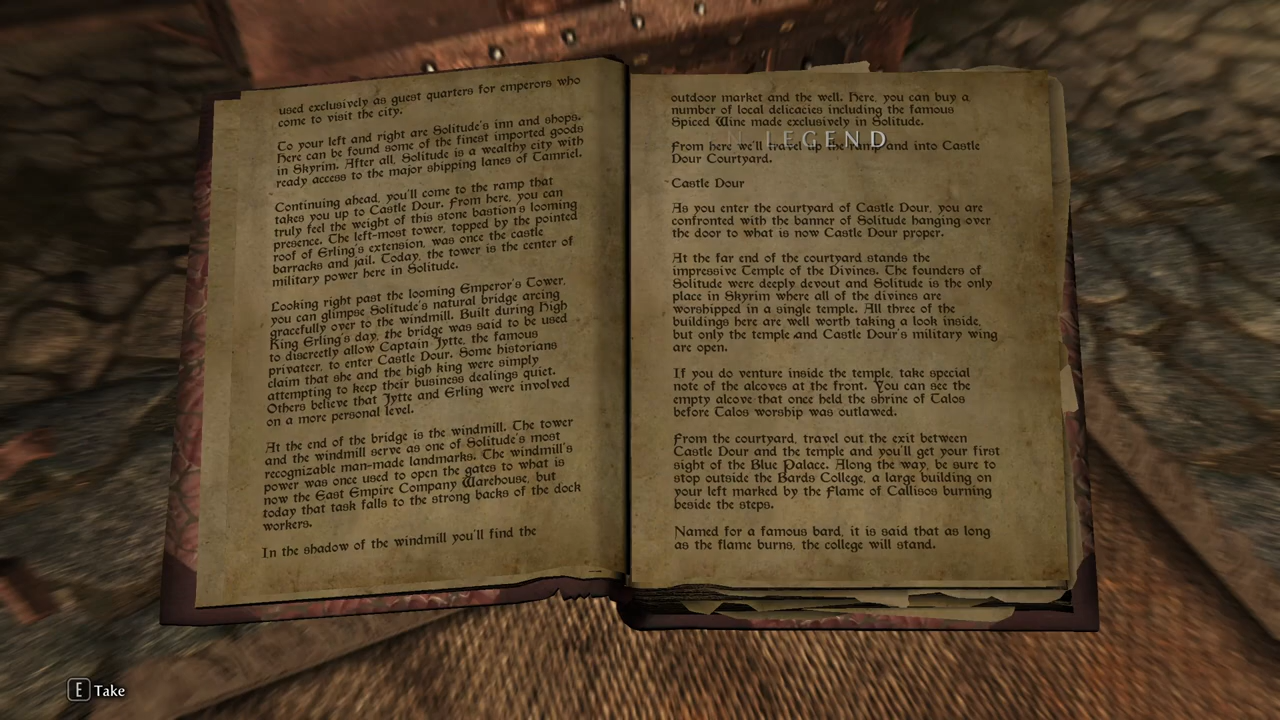 used exclusively as guest quarters for emperors who
come to visit the city.
To your left and right are Solitude's inn and shops.
Here can be found some of the finest imported goods
in Skyrim. After all, Solitude is a wealthy city with
ready access to the major shipping lanes of Tamriel.
Continuing ahead, you'll come to the ramp that
takes you up to Castle Dour. From here, you can
truly feel the weight of this stone bastion's looming
presence. The left-most tower, topped by the pointed
roof of Erling's extension, was once the castle
barracks and jail. Today, the tower is the center of
military power here in Solitude.
Looking right past the looming Emperor's Tower,
you can glimpse Solitude's natural bridge arcing
gracefully over to the windmill. Built during High
King Erling's day, the bridge was said to be used
to discreetly allow Captain Jytte, the famous
privateer, to enter Castle Dour. Some historians
claim that she and the high king were simply
attempting to keep their business dealings quiet.
Others believe that Jytte and Erling were involved
on a more personal level.
At the end of the bridge is the windmill. The tower
and the windmill serve as one of Solitude's most
recognizable man-made landmarks. The windmill's
power was once used to open the gates to what is
now the East Empire Company Warehouse, but
today that task falls to the strong backs of the dock
workers.
In the shadow of the windmill you'll find the
outdoor market and the well. Here, you can buy a
number of local delicacies including the famous
Spiced Wine made exclusively in Solitude.
LEGEND
From here we'll travel up the ramp and into Castle
Dour Courtyard.
Castle Dour
As you enter the courtyard of Castle Dour, you are
confronted with the banner of Solitude hanging over
the door to what is now Castle Dour proper.
At the far end of the courtyard stands the
impressive Temple of the Divines. The founders of
Solitude were deeply devout and Solitude is the only
place in Skyrim where all of the divines are
worshipped in a single temple. All three of the
buildings here are well worth taking a look inside,
but only the temple and Castle Dour's military wing
are open.
If you do venture inside the temple, take special
note of the alcoves at the front. You can see the
empty alcove that once held the shrine of Talos
before Talos worship was outlawed.
From the courtyard, travel out the exit between
Castle Dour and the temple and you'll get your first
sight of the Blue Palace. Along the way, be sure to
stop outside the Bards College, a large building on
your left marked by the Flame of Callisos burning
beside the steps.
Named for a famous bard, it is said that as long
as the flame burns, the college will stand.
E Take